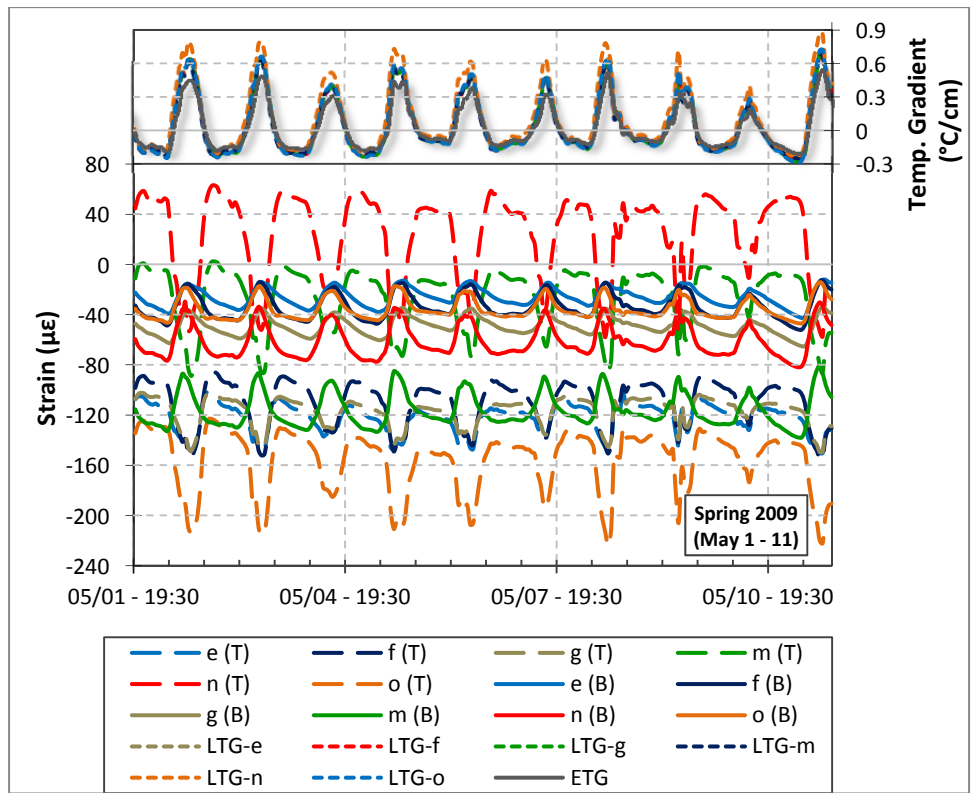 0.9
0.6
0.3
0
-0.3
Temp. Gradient
(°C/cm)
80
40
0
-40
-80
-120
-160
-200
-240
Strain (µε)
Spring 2009
(May 1 - 11)
05/01 - 19:30 05/04 - 19:30 05/07 - 19:30 05/10 - 19:30
e (T) f (T) g (T) m (T)
n (T) o (T) e (B) f (B)
g (B) m (B) n (B) o (B)
LTG-e LTG-f LTG-g LTG-m
LTG-n LTG-o ETG